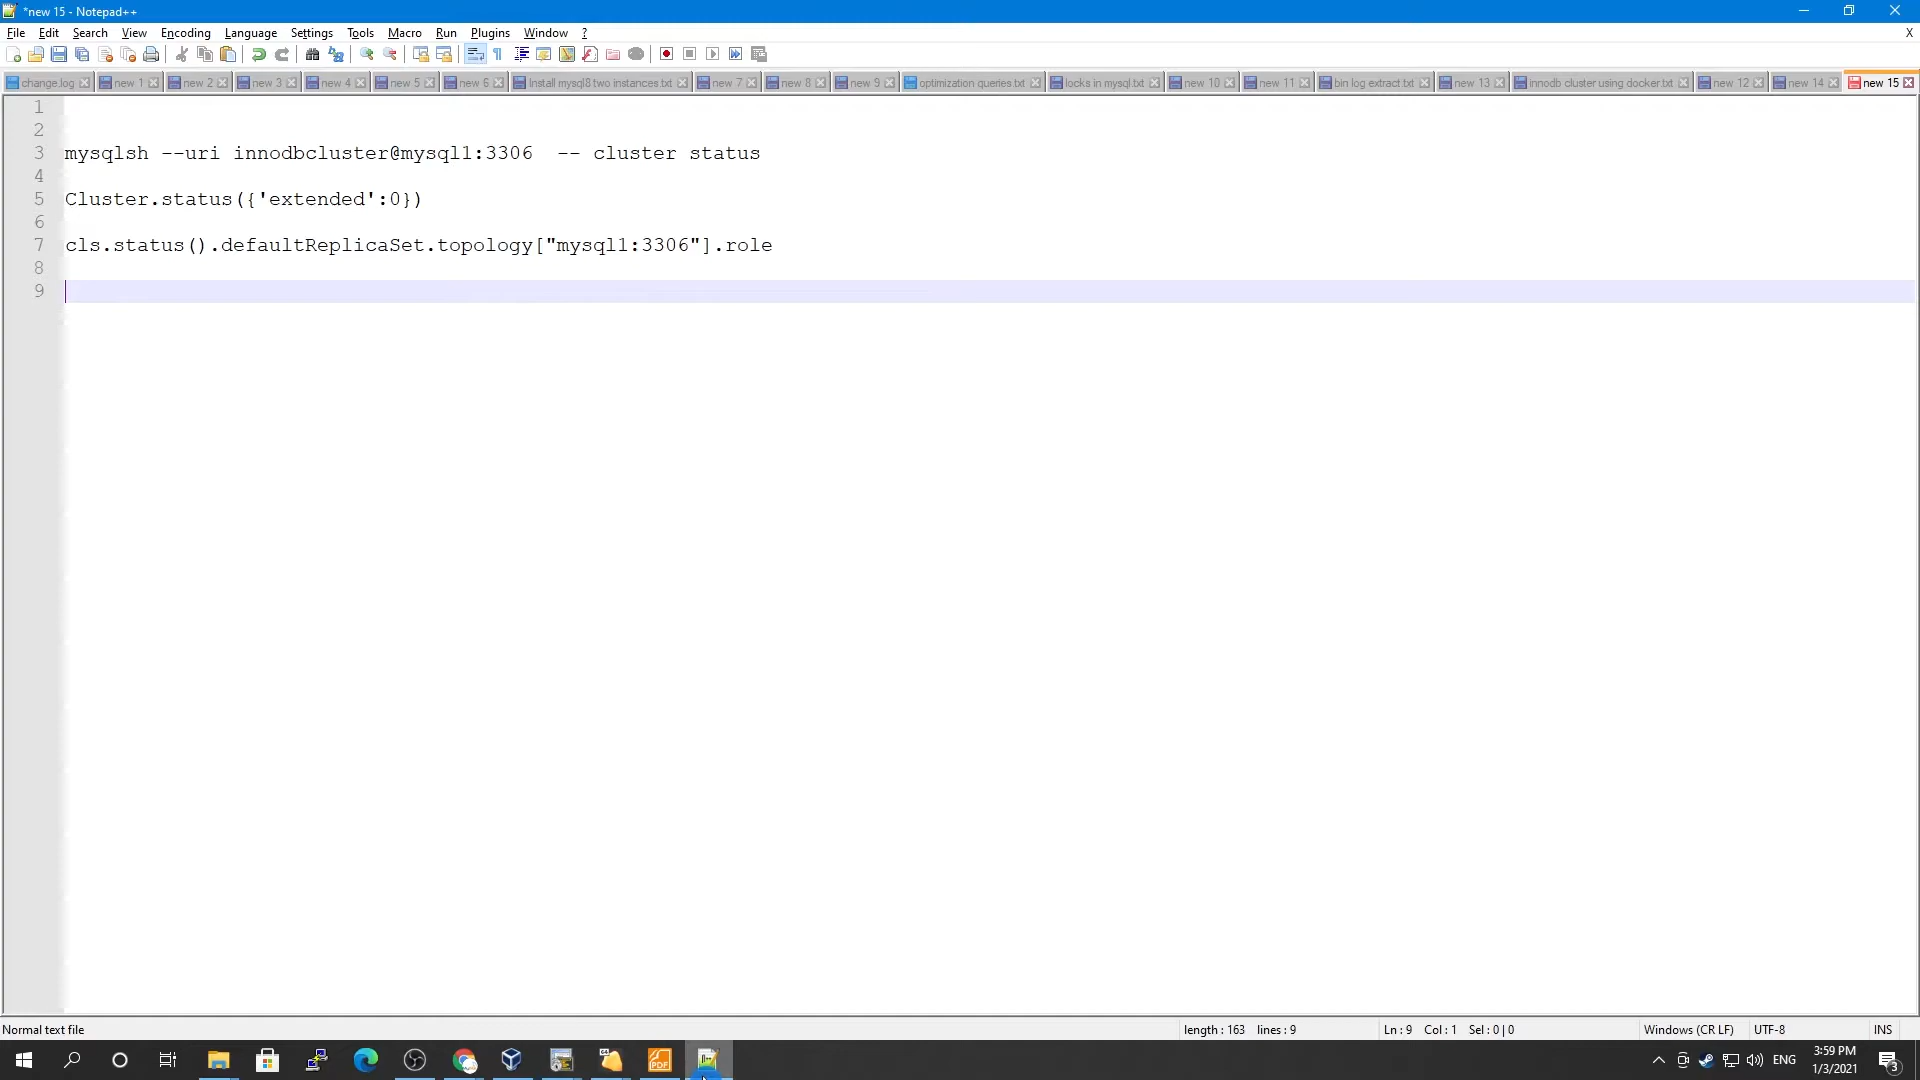 *new 15 - Notepad++
File Edit Search View Encoding Language Settings Tools Macro Run Plugins Window ? X
change.log new 1 new 2 new 3 new 4 new 5 new 6 Install mysql8 two instances.txt new 7 new 8 new 9 optimization queries.txt locks in mysql.txt new 10 new 11 bin log extract.txt new 13 innodb cluster using docker.txt new 12 new 14 new 15
1
2
3 mysqlsh --uri innodbcluster@mysql1:3306  -- cluster status
4
5 Cluster.status({'extended':0})
6
7 cls.status().defaultReplicaSet.topology["mysql1:3306"].role
8
9
Normal text file length : 163 lines : 9 Ln : 9 Col : 1 Sel : 0 | 0 Windows (CR LF) UTF-8 INS
PDF ENG 3:59 PM
1/3/2021 3